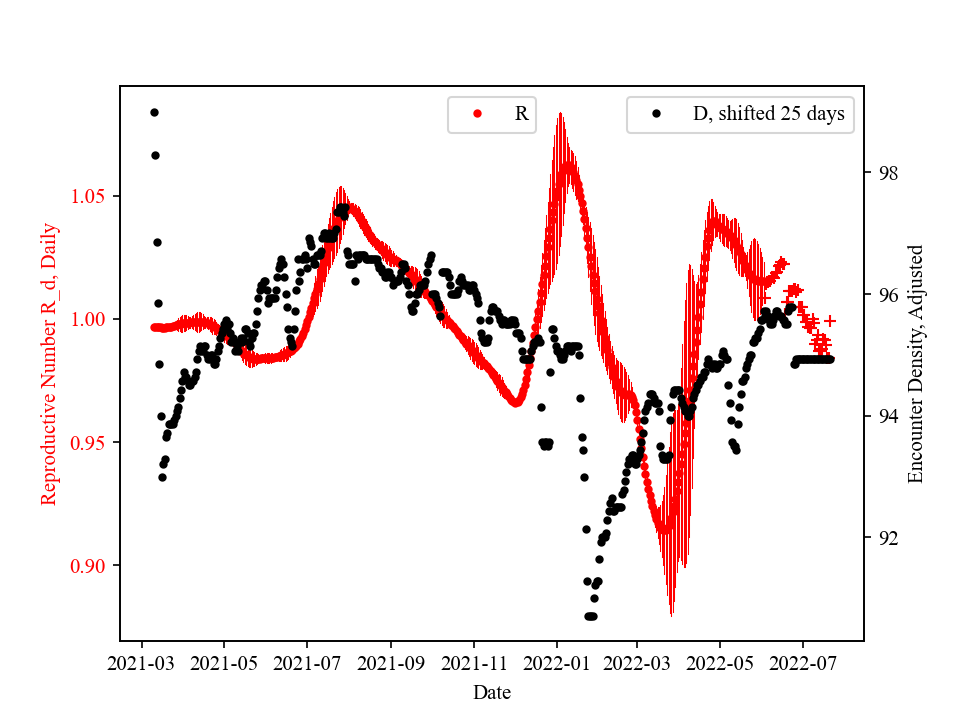 R
D, shifted 25 days
1.05
1.00
0.95
0.90
Reproductive Number R_d, Daily
98
96
94
92
Encounter Density, Adjusted
2021-03 2021-05 2021-07 2021-09 2021-11 2022-01 2022-03 2022-05 2022-07
Date